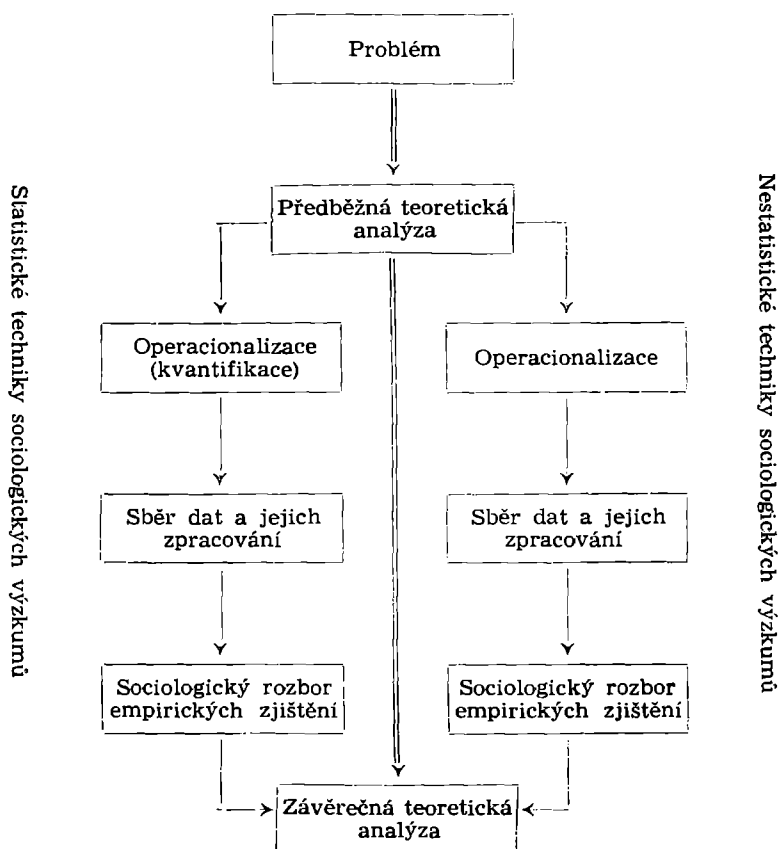 Problém
Předběžná teoretická
analýza
Statistické techniky sociologických výzkumů
Nestatistické techniky sociologických výzkumů
Operacionalizace
(kvantifikace)
Operacionalizace
Sběr dat a jejich
zpracování
Sběr dat a jejich
zpracování
Sociologický rozbor
empirických zjištění
Sociologický rozbor
empirických zjištění
Závěrečná teoretická
analýza